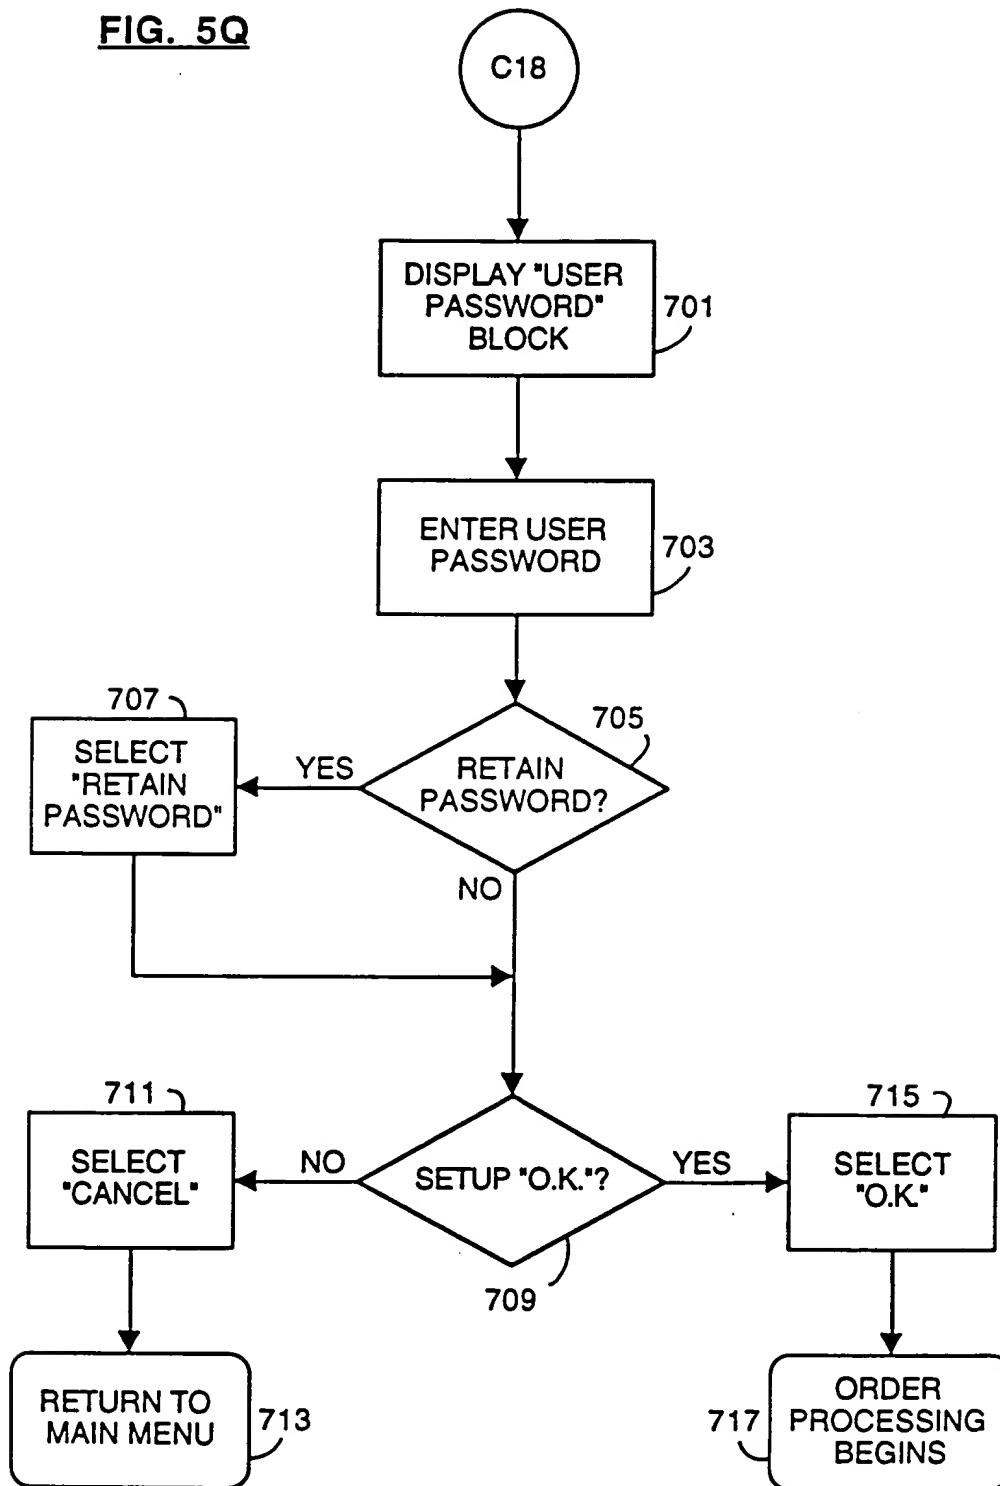 FIG. 5Q
C18
DISPLAY "USER
PASSWORD"
BLOCK
701
ENTER USER
PASSWORD
703
707
SELECT
"RETAIN
PASSWORD"
YES
705
RETAIN
PASSWORD?
NO
711
SELECT
"CANCEL"
NO
SETUP "O.K."?
YES
709
715
SELECT
"O.K."
RETURN TO
MAIN MENU
713
717
ORDER
PROCESSING
BEGINS